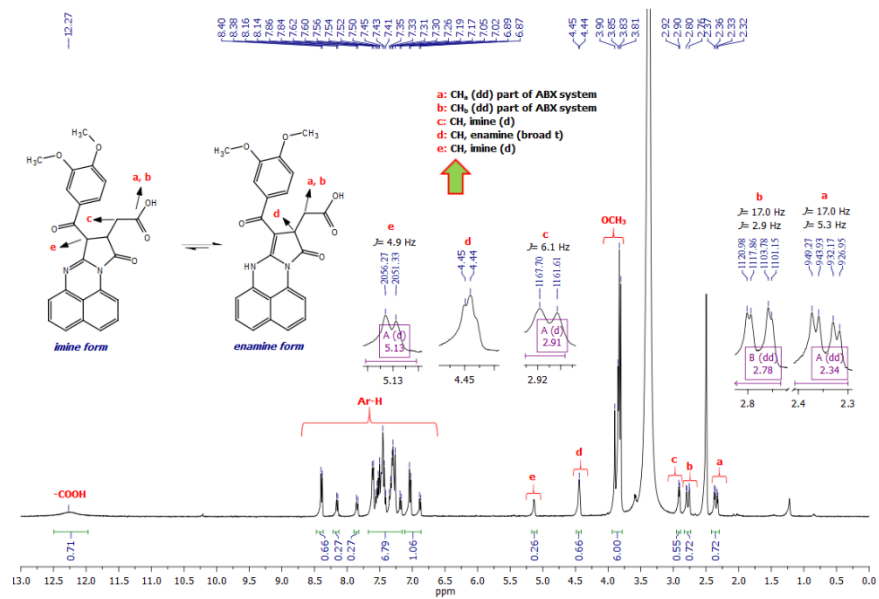 12.27
8.40
8.38
8.16
8.14
7.86
7.84
7.62
7.60
7.56
7.54
7.52
7.50
7.45
7.43
7.41
7.35
7.33
7.31
7.30
7.26
7.19
7.17
7.05
7.02
6.89
6.87
4.45
4.44
3.90
3.85
3.83
3.81
2.92
2.90
2.80
2.76
2.37
2.36
2.33
2.32
a: CHₐ (dd) part of ABX system
b: CH_b (dd) part of ABX system
c: CH, imine (d)
d: CH, enamine (broad t)
e: CH, imine (d)
H₃C
O
O
CH₃
a, b
OH
c
O
O
e
O
N
N
imine form
H₃C
O
O
CH₃
a, b
OH
d
O
O
O
HN
N
enamine form
e
J= 4.9 Hz
2056.27
2051.33
A (d)
5.13
5.13
d
4.45
4.44
4.45
c
J= 6.1 Hz
1167.70
1161.61
A (d)
2.91
2.92
OCH₃
b
J= 17.0 Hz
J= 2.9 Hz
1120.98
1117.86
1103.78
1101.15
B (dd)
2.78
2.8
a
J= 17.0 Hz
J= 5.3 Hz
949.27
943.93
932.17
926.95
A (dd)
2.34
2.4
2.3
-COOH
Ar-H
e
d
c
b
a
0.71
0.66
0.27
0.27
6.79
1.06
0.26
0.66
6.00
0.55
0.72
0.72
13.0 12.5 12.0 11.5 11.0 10.5 10.0 9.5 9.0 8.5 8.0 7.5 7.0 6.5 6.0 5.5 5.0 4.5 4.0 3.5 3.0 2.5 2.0 1.5 1.0 0.5 0.0
ppm